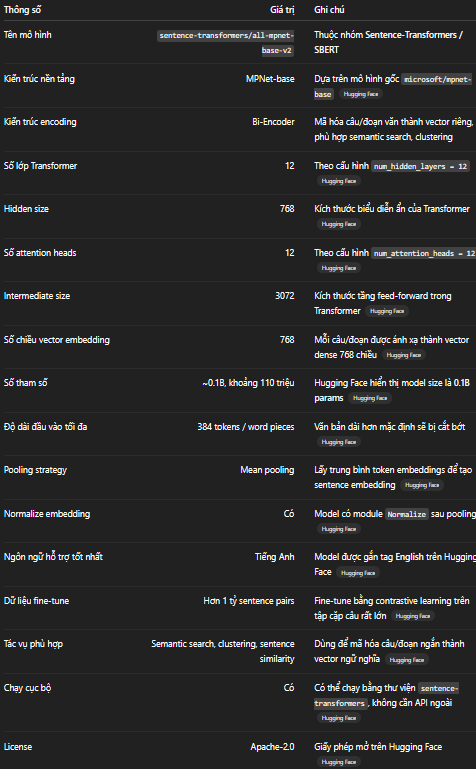 Thông số Giá trị Ghi chú
Tên mô hình sentence-transformers/all-mpnet- Thuộc nhóm Sentence-Transformers /
base-v2 SBERT
Kiến trúc nền tảng MPNet-base Dựa trên mô hình gốc microsoft/mpnet-
base Hugging Face
Kiến trúc encoding Bi-Encoder Mã hóa câu/đoạn văn thành vector riêng,
phù hợp semantic search, clustering
Số lớp Transformer 12 Theo cấu hình num_hidden_layers = 12
Hugging Face
Hidden size 768 Kích thước biểu diễn ẩn của Transformer
Hugging Face
Số attention heads 12 Theo cấu hình num_attention_heads = 12
Hugging Face
Intermediate size 3072 Kích thước tầng feed-forward trong
Transformer Hugging Face
Số chiều vector embedding 768 Mỗi câu/đoạn được ánh xạ thành vector
dense 768 chiều Hugging Face
Số tham số ~0.1B, khoảng 110 triệu Hugging Face hiển thị model size là 0.1B
params Hugging Face
Độ dài đầu vào tối đa 384 tokens / word pieces Văn bản dài hơn mặc định sẽ bị cắt bớt
Hugging Face
Pooling strategy Mean pooling Lấy trung bình token embeddings để tạo
sentence embedding Hugging Face
Normalize embedding Có Model có module Normalize sau pooling
Hugging Face
Ngôn ngữ hỗ trợ tốt nhất Tiếng Anh Model được gắn tag English trên Hugging
Face Hugging Face
Dữ liệu fine-tune Hơn 1 tỷ sentence pairs Fine-tune bằng contrastive learning trên
tập cặp câu rất lớn Hugging Face
Tác vụ phù hợp Semantic search, clustering, sentence Dùng để mã hóa câu/đoạn ngắn thành
similarity vector ngữ nghĩa Hugging Face
Chạy cục bộ Có Có thể chạy bằng thư viện sentence-
transformers, không cần API ngoài
Hugging Face
License Apache-2.0 Giấy phép mở trên Hugging Face
Hugging Face